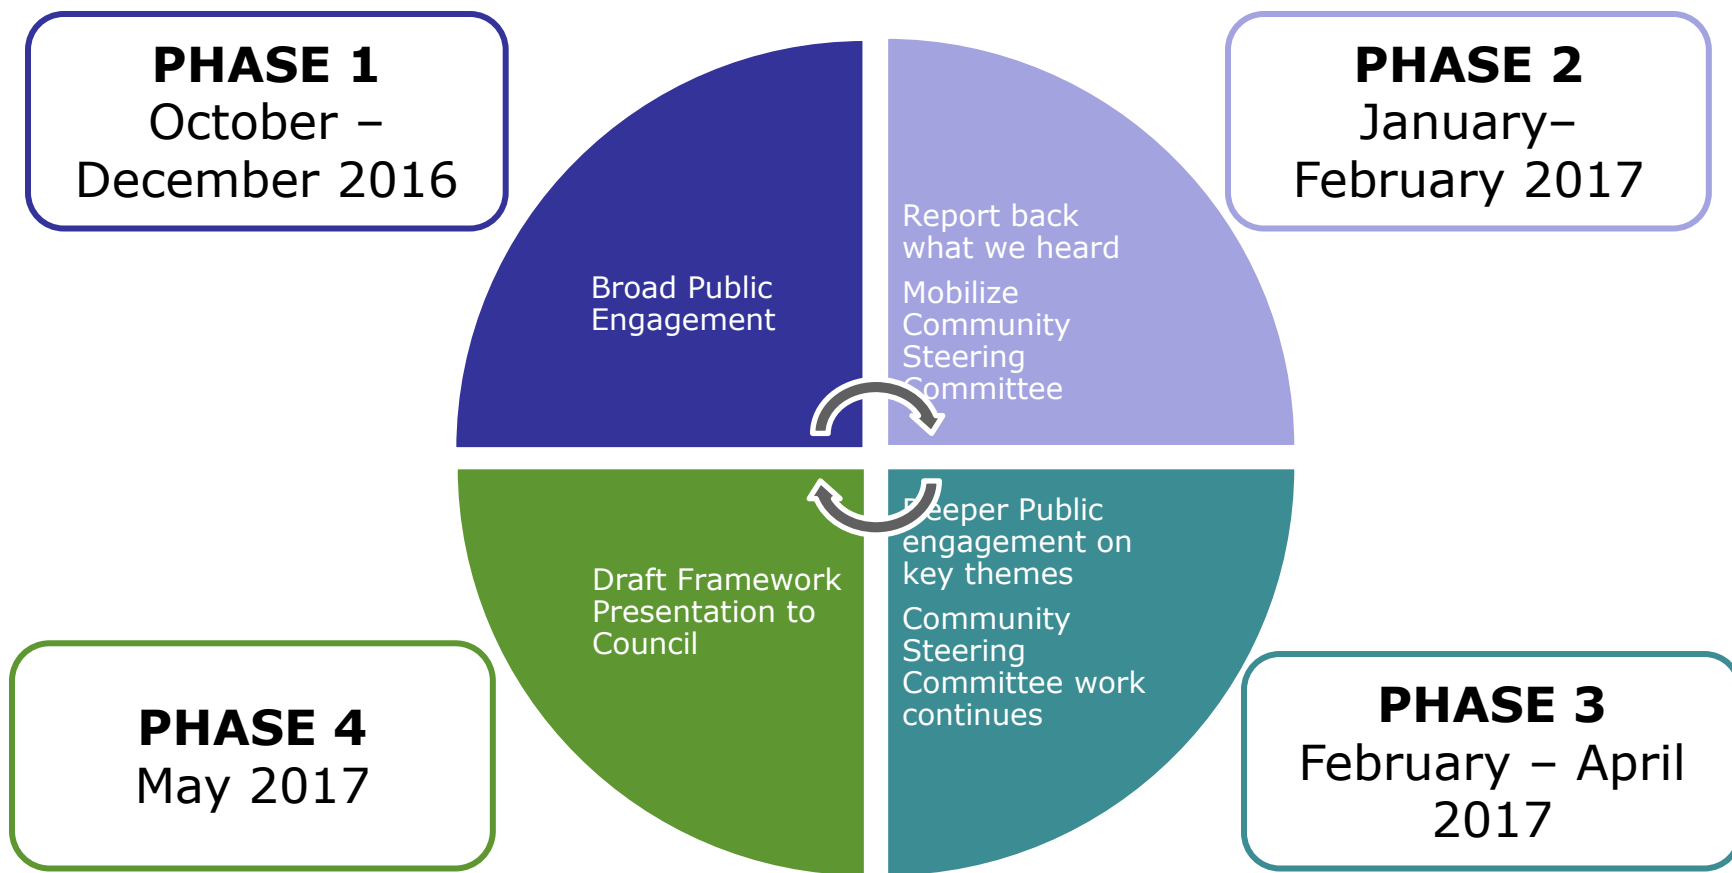 PHASE 1
October –
December 2016
Broad Public
Engagement
PHASE 2
January–
February 2017
Report back
what we heard
Mobilize
Community
Steering
Committee
PHASE 3
February – April
2017
Deeper Public
engagement on
key themes
Community
Steering
Committee work
continues
PHASE 4
May 2017
Draft Framework
Presentation to
Council